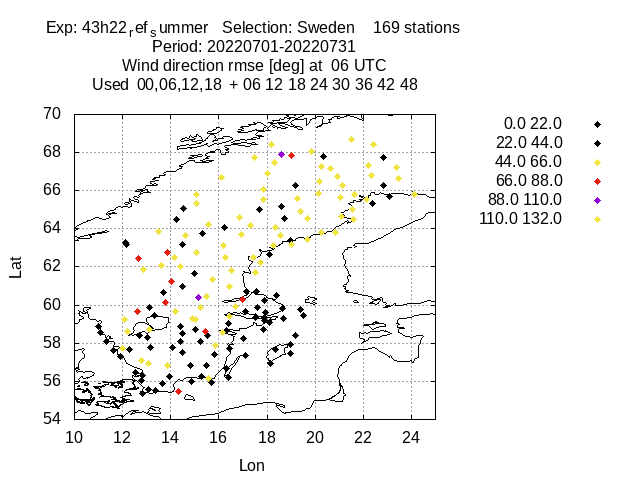 Exp: 43h22refsummer Selection: Sweden 169 stations
Period: 20220701-20220731
Wind direction rmse [deg] at 06 UTC
Used 00,06,12,18 + 06 12 18 24 30 36 42 48
70
68
66
64
62
60
58
56
54
Lat
10 12 14 16 18 20 22 24
Lon
0.0 22.0
22.0 44.0
44.0 66.0
66.0 88.0
88.0 110.0
110.0 132.0